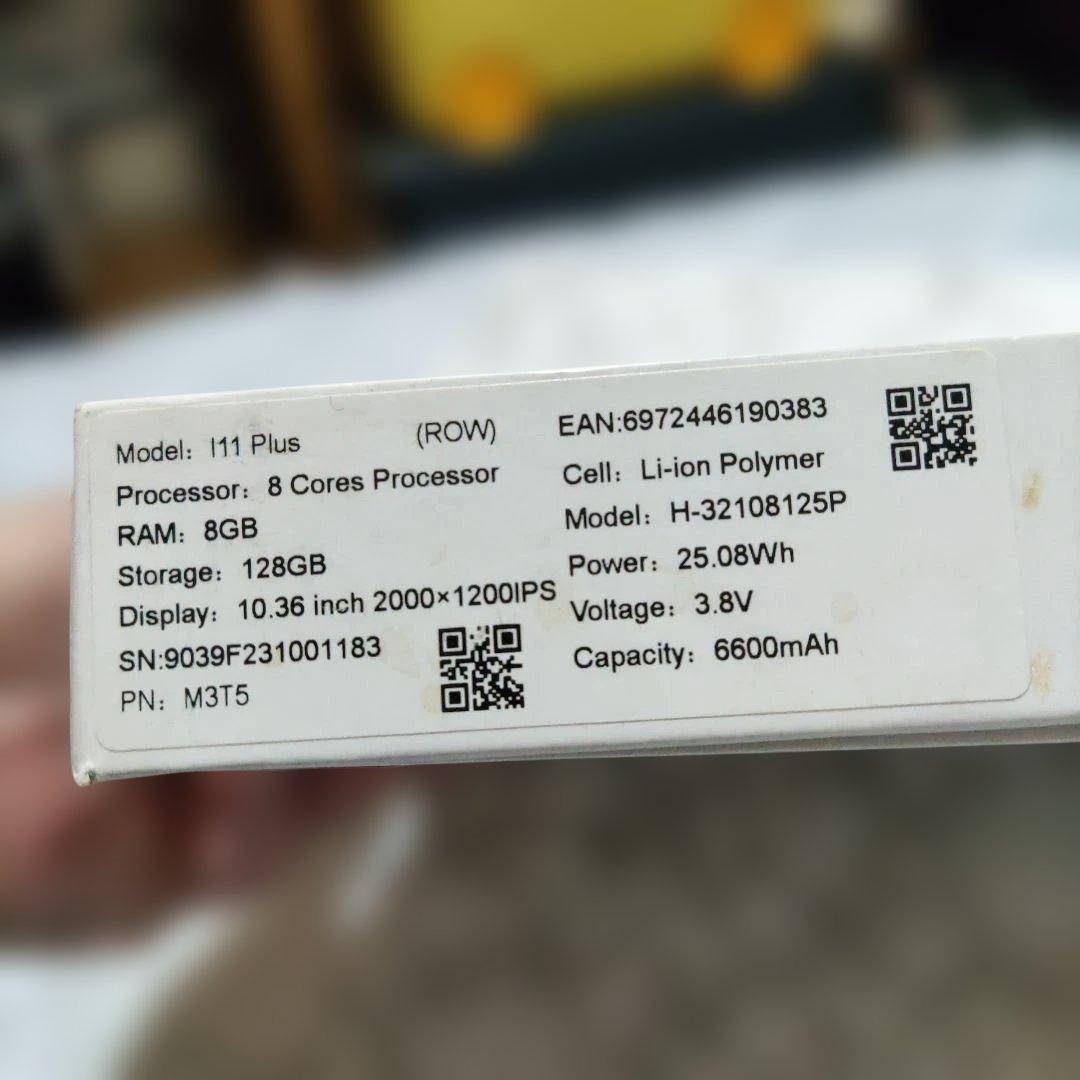 Model: I11 Plus (ROW)
Processor: 8 Cores Processor
RAM: 8GB
Storage: 128GB
Display: 10.36 inch 2000×1200IPS
SN:9039F231001183
PN: M3T5
EAN:6972446190383
Cell: Li-ion Polymer
Model: H-32108125P
Power: 25.08Wh
Voltage: 3.8V
Capacity: 6600mAh